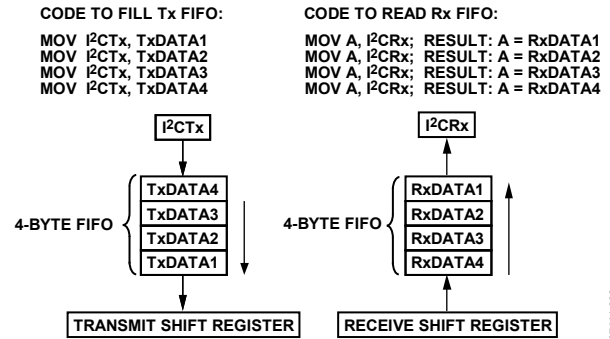 CODE TO FILL Tx FIFO:
MOV I²CTx, TxDATA1
MOV I²CTx, TxDATA2
MOV I²CTx, TxDATA3
MOV I²CTx, TxDATA4
I²CTx
4-BYTE FIFO
TxDATA4
TxDATA3
TxDATA2
TxDATA1
TRANSMIT SHIFT REGISTER
CODE TO READ Rx FIFO:
MOV A, I²CRx; RESULT: A = RxDATA1
MOV A, I²CRx; RESULT: A = RxDATA2
MOV A, I²CRx; RESULT: A = RxDATA3
MOV A, I²CRx; RESULT: A = RxDATA4
I²CRx
4-BYTE FIFO
RxDATA1
RxDATA2
RxDATA3
RxDATA4
RECEIVE SHIFT REGISTER